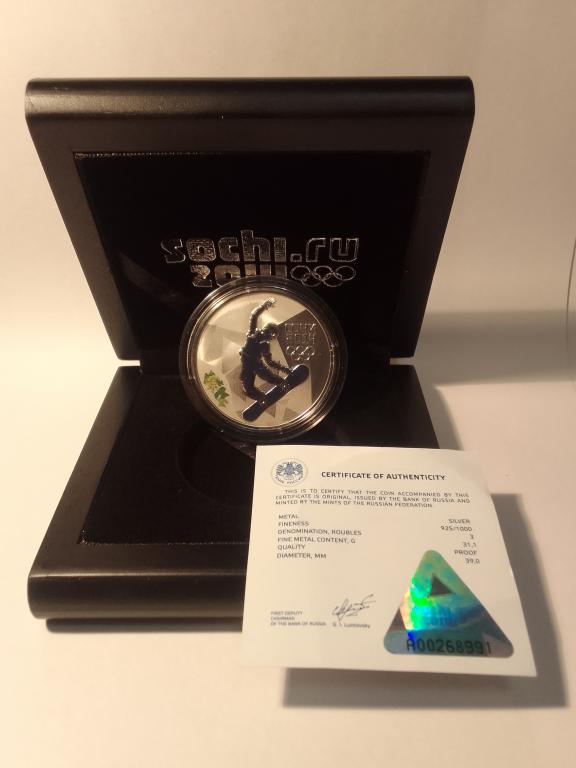 sochi.ru
2014
CERTIFICATE OF AUTHENTICITY
THIS IS TO CERTIFY THAT THE COIN ACCOMPANIED BY THIS
CERTIFICATE IS ORIGINAL, ISSUED BY THE BANK OF RUSSIA AND
MINTED BY THE MINTS OF THE RUSSIAN FEDERATION.
METAL SILVER
FINENESS 925/1000
DENOMINATION, ROUBLES 3
FINE METAL CONTENT, G 31,1
QUALITY PROOF
DIAMETER, MM 39,0
FIRST DEPUTY
CHAIRMAN
OF THE BANK OF RUSSIA G. I. Luntovsky
A00268991